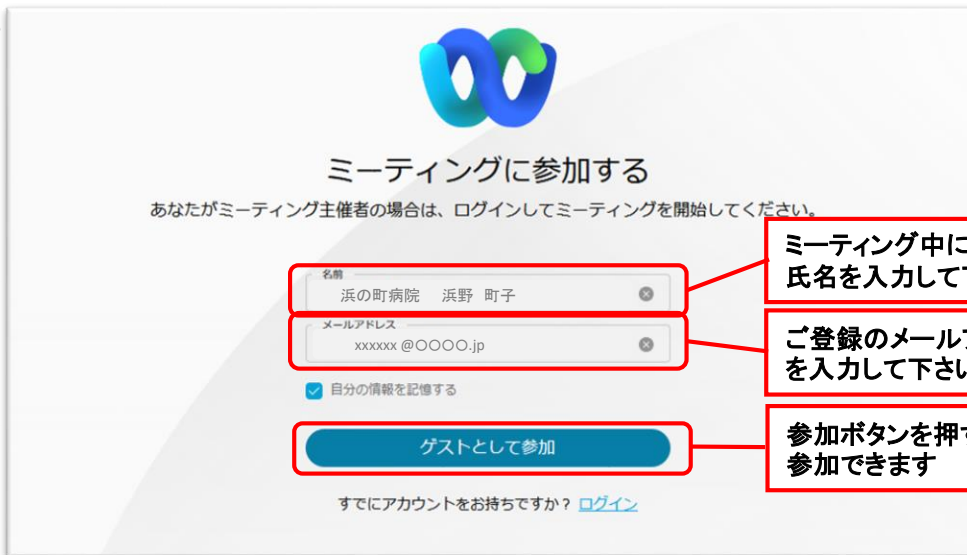 ミーティングに参加する
あなたがミーティング主催者の場合は、ログインしてミーティングを開始してください。
ミーティング中に
氏名を入力して
名前
浜の町病院 浜野 町子
メールアドレス
xxxxxx @OOOO.jp
ご登録のメール
を入力して下さい
自分の情報を記憶する
参加ボタンを押す
参加できます
ゲストとして参加
すでにアカウントをお持ちですか? ログイン